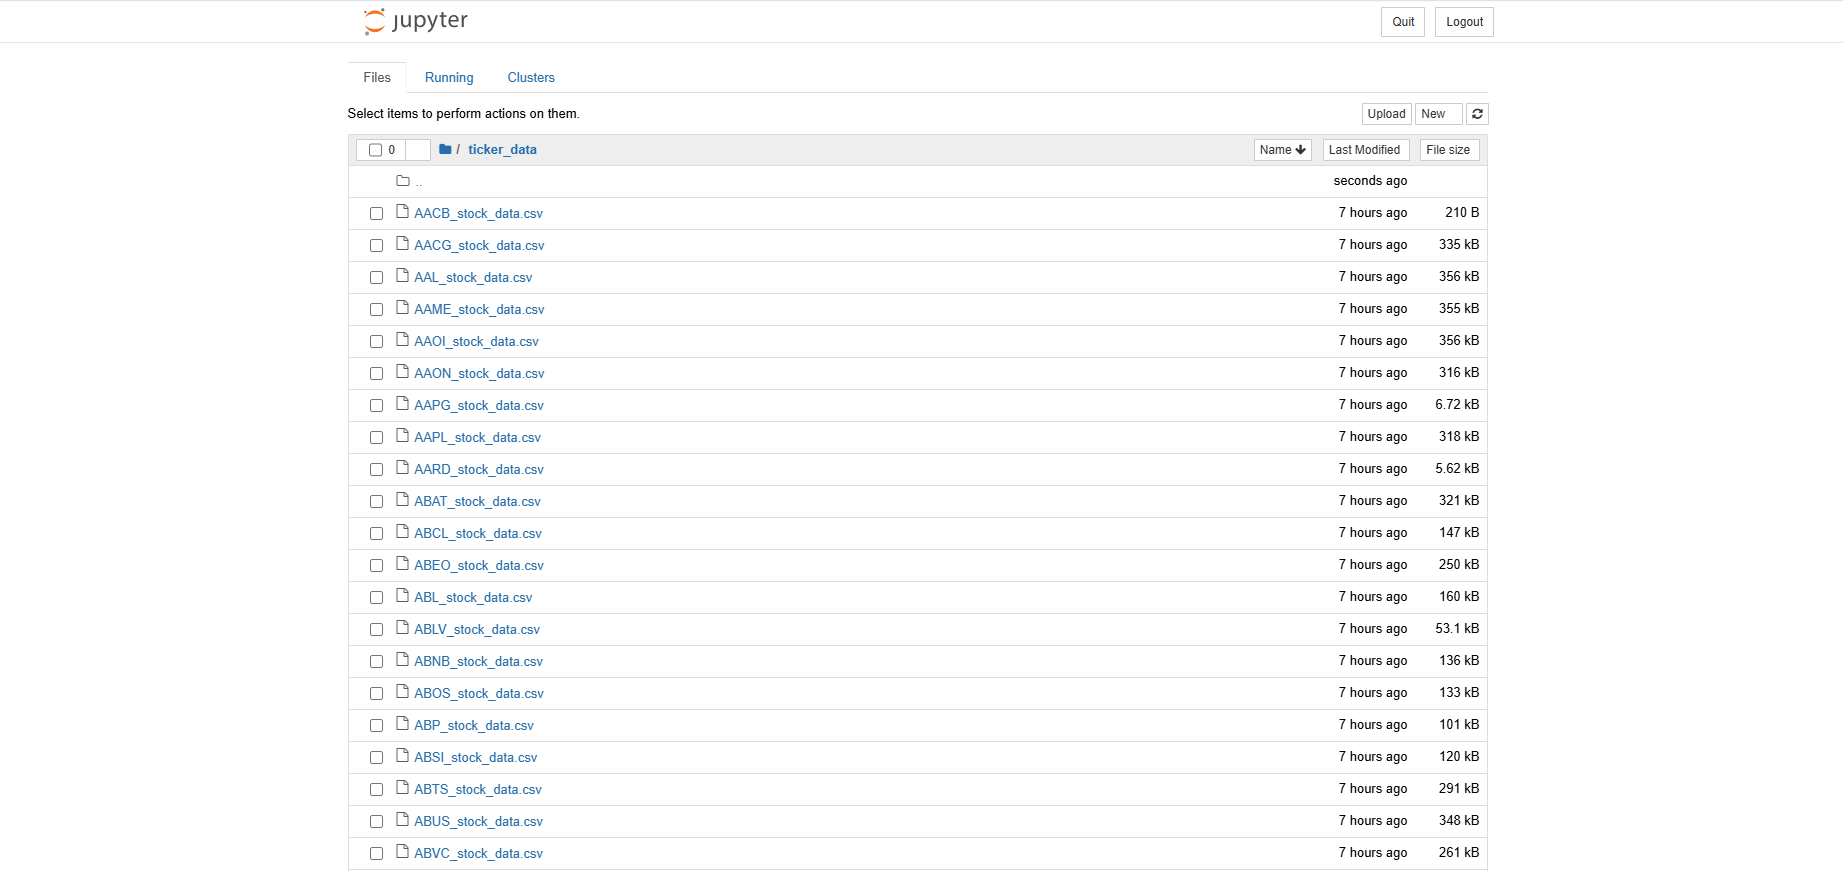 jupyter
Quit Logout
Files Running Clusters
Select items to perform actions on them.
Upload New
0 / ticker_data Name Last Modified File size
.. seconds ago
AACB_stock_data.csv 7 hours ago 210 B
AACG_stock_data.csv 7 hours ago 335 kB
AAL_stock_data.csv 7 hours ago 356 kB
AAME_stock_data.csv 7 hours ago 355 kB
AAOI_stock_data.csv 7 hours ago 356 kB
AAON_stock_data.csv 7 hours ago 316 kB
AAPG_stock_data.csv 7 hours ago 6.72 kB
AAPL_stock_data.csv 7 hours ago 318 kB
AARD_stock_data.csv 7 hours ago 5.62 kB
ABAT_stock_data.csv 7 hours ago 321 kB
ABCL_stock_data.csv 7 hours ago 147 kB
ABEO_stock_data.csv 7 hours ago 250 kB
ABL_stock_data.csv 7 hours ago 160 kB
ABLV_stock_data.csv 7 hours ago 53.1 kB
ABNB_stock_data.csv 7 hours ago 136 kB
ABOS_stock_data.csv 7 hours ago 133 kB
ABP_stock_data.csv 7 hours ago 101 kB
ABSI_stock_data.csv 7 hours ago 120 kB
ABTS_stock_data.csv 7 hours ago 291 kB
ABUS_stock_data.csv 7 hours ago 348 kB
ABVC_stock_data.csv 7 hours ago 261 kB